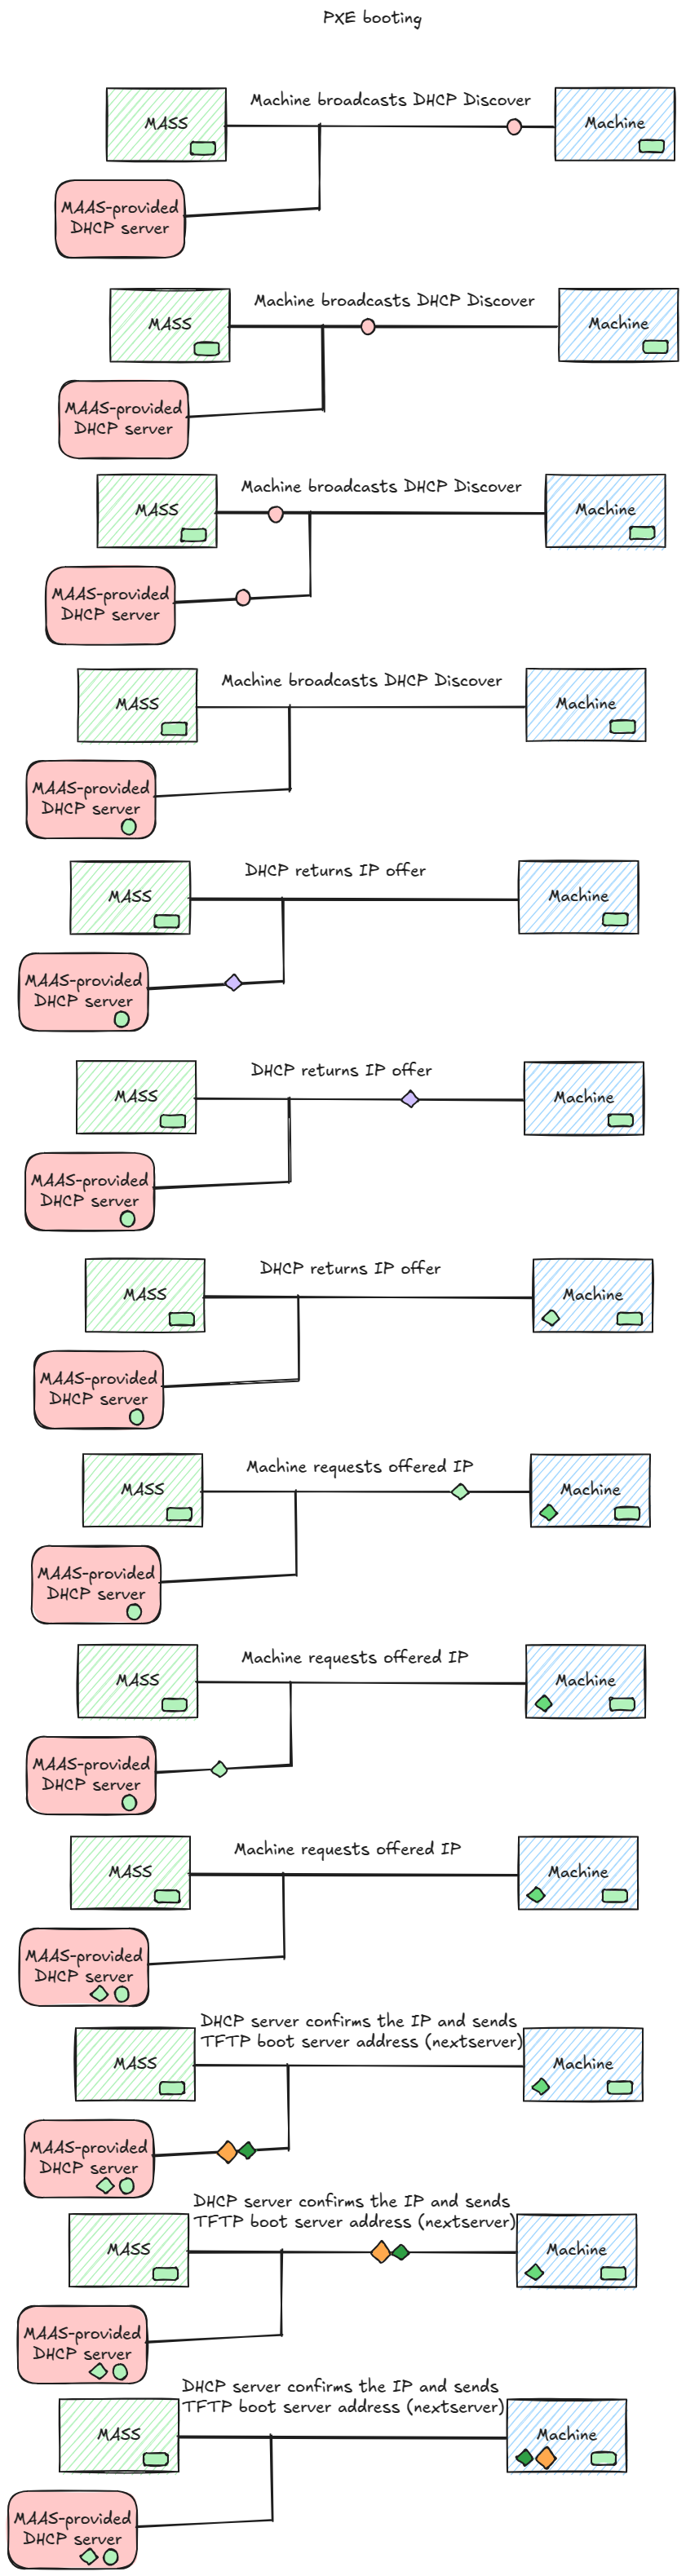 PXE booting
Machine broadcasts DHCP Discover
MASS
Machine
MAAS-provided
DHCP server
Machine broadcasts DHCP Discover
MASS
Machine
MAAS-provided
DHCP server
Machine broadcasts DHCP Discover
MASS
Machine
MAAS-provided
DHCP server
Machine broadcasts DHCP Discover
MASS
Machine
MAAS-provided
DHCP server
DHCP returns IP offer
MASS
Machine
MAAS-provided
DHCP server
DHCP returns IP offer
MASS
Machine
MAAS-provided
DHCP server
DHCP returns IP offer
MASS
Machine
MAAS-provided
DHCP server
Machine requests offered IP
MASS
Machine
MAAS-provided
DHCP server
Machine requests offered IP
MASS
Machine
MAAS-provided
DHCP server
Machine requests offered IP
MASS
Machine
MAAS-provided
DHCP server
DHCP server confirms the IP and sends
TFTP boot server address (nextserver)
MASS
Machine
MAAS-provided
DHCP server
DHCP server confirms the IP and sends
TFTP boot server address (nextserver)
MASS
Machine
MAAS-provided
DHCP server
DHCP server confirms the IP and sends
TFTP boot server address (nextserver)
MASS
Machine
MAAS-provided
DHCP server